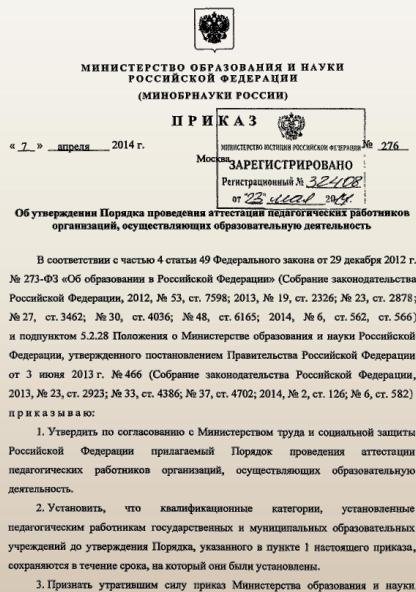 МИНИСТЕРСТВО ОБРАЗОВАНИЯ И НАУКИ
РОССИЙСКОЙ ФЕДЕРАЦИИ
(МИНОБРНАУКИ РОССИИ)
ПРИКАЗ
« 7 » апреля 2014 г.
Москва
№ 276
МИНИСТЕРСТВО ЮСТИЦИИ РОССИЙСКОЙ ФЕДЕРАЦИИ
ЗАРЕГИСТРИРОВАНО
Регистрационный № 32408
от "23" мая 2014.
Об утверждении Порядка проведения аттестации педагогических работников
организаций, осуществляющих образовательную деятельность
В соответствии с частью 4 статьи 49 Федерального закона от 29 декабря 2012 г.
№ 273-ФЗ «Об образовании в Российской Федерации» (Собрание законодательства
Российской Федерации, 2012, № 53, ст. 7598; 2013, № 19, ст. 2326; № 23, ст. 2878;
№ 27, ст. 3462; № 30, ст. 4036; № 48, ст. 6165; 2014, № 6, ст. 562, ст. 566)
и подпунктом 5.2.28 Положения о Министерстве образования и науки Российской
Федерации, утвержденного постановлением Правительства Российской Федерации
от 3 июня 2013 г. № 466 (Собрание законодательства Российской Федерации,
2013, № 23, ст. 2923; № 33, ст. 4386; № 37, ст. 4702; 2014, № 2, ст. 126; № 6, ст. 582)
приказываю:
1. Утвердить по согласованию с Министерством труда и социальной защиты
Российской Федерации прилагаемый Порядок проведения аттестации
педагогических работников организаций, осуществляющих образовательную
деятельность.
2. Установить, что квалификационные категории, установленные
педагогическим работникам государственных и муниципальных образовательных
учреждений до утверждения Порядка, указанного в пункте 1 настоящего приказа,
сохраняются в течение срока, на который они были установлены.
3. Признать утратившим силу приказ Министерства образования и науки